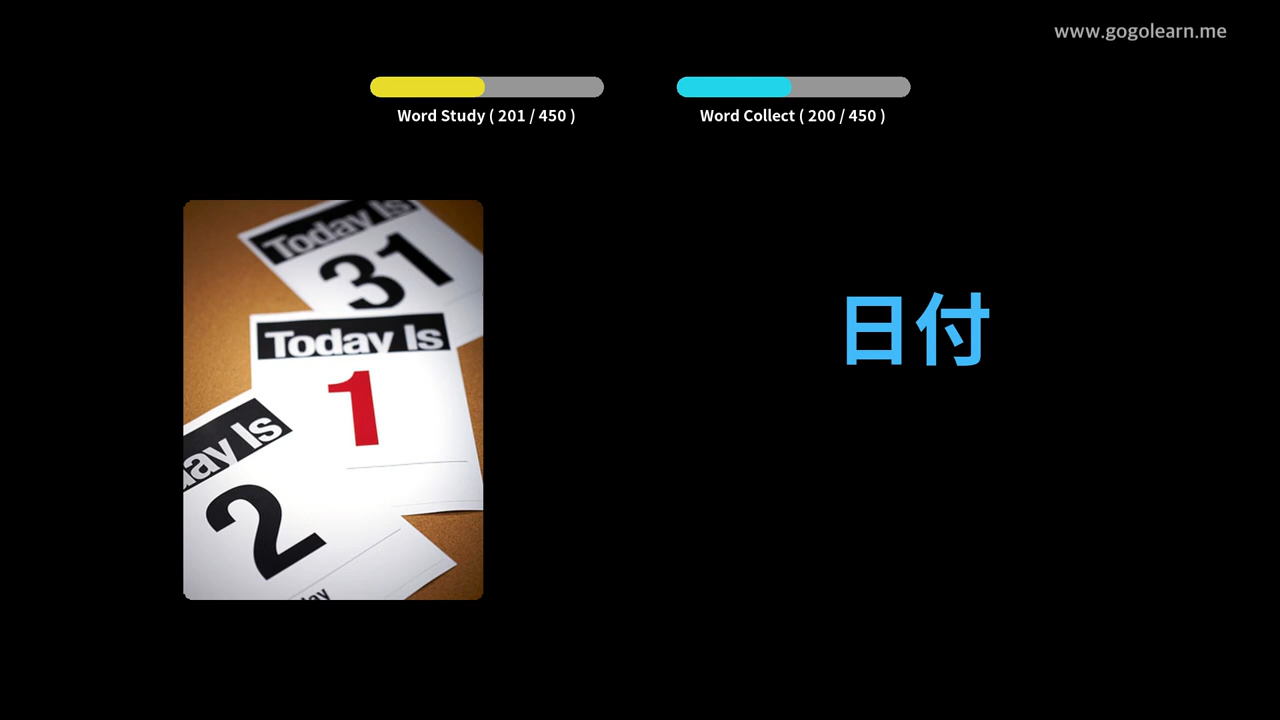 www.gogolearn.me
Word Study ( 201 / 450 )
Word Collect ( 200 / 450 )
Today Is
31
Today Is
1
day Is
2
日付